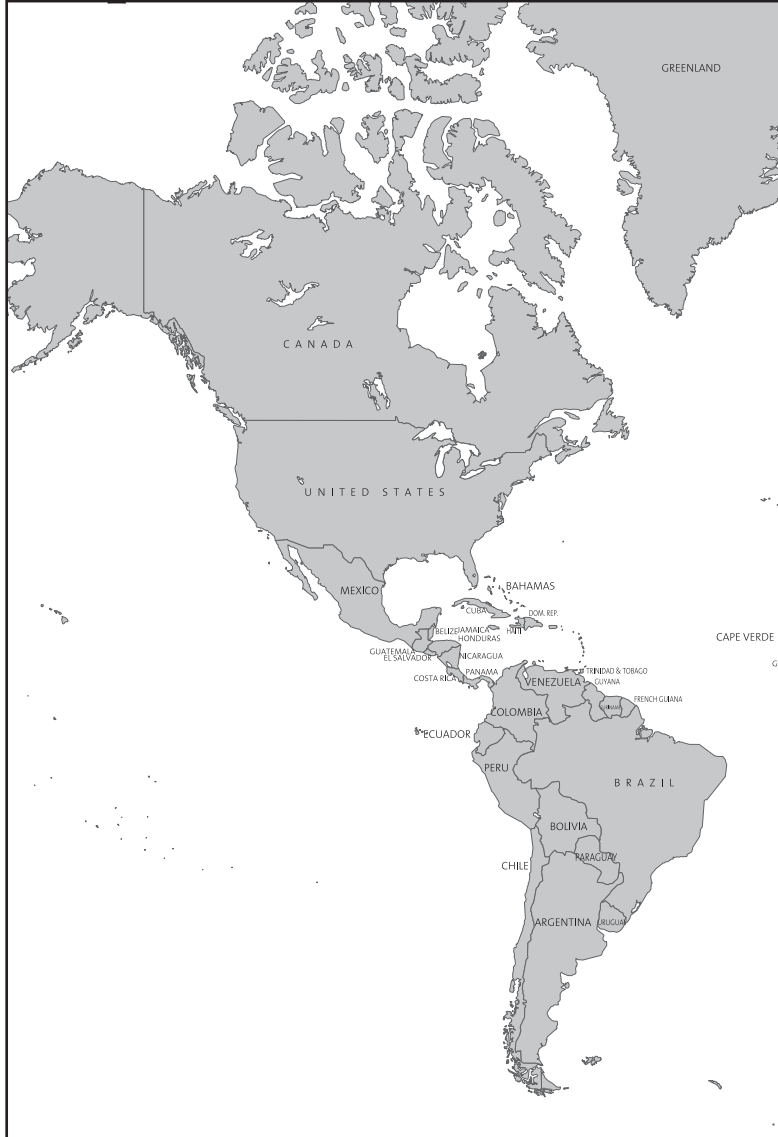 GREENLAND
CANADA
UNITED STATES
MEXICO
BAHAMAS
CUBA
DOM. REP.
BELIZE
JAMAICA
HAITI
HONDURAS
CAPE VERDE
GUATEMALA
EL SALVADOR
NICARAGUA
G
PANAMA
COSTA RICA
TRINIDAD & TOBAGO
VENEZUELA
GUYANA
FRENCH GUIANA
SURINAME
COLOMBIA
ECUADOR
PERU
BRAZIL
BOLIVIA
PARAGUAY
CHILE
ARGENTINA
URUGUAY